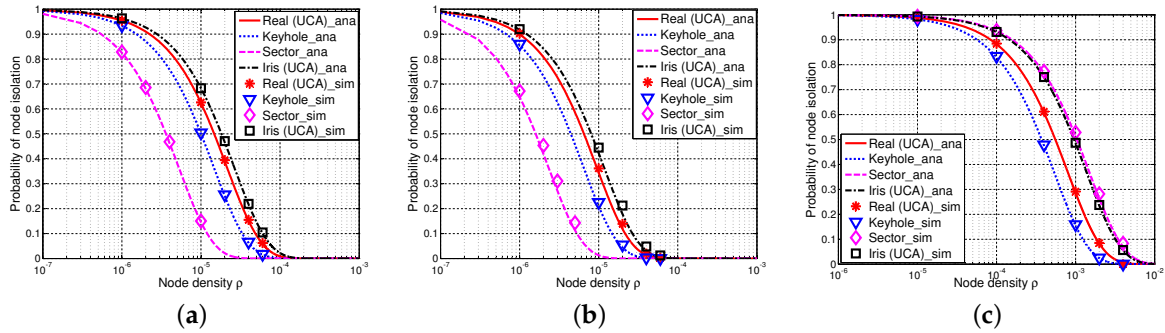 Probability of node isolation
1
0.9
0.8
0.7
0.6
0.5
0.4
0.3
0.2
0.1
0
10^-7
10^-6
10^-5
10^-4
10^-3
Node density ρ
Real (UCA)_ana
Keyhole_ana
Sector_ana
Iris (UCA)_ana
Real (UCA)_sim
Keyhole_sim
Sector_sim
Iris (UCA)_sim
(a)
Probability of node isolation
1
0.9
0.8
0.7
0.6
0.5
0.4
0.3
0.2
0.1
0
10^-7
10^-6
10^-5
10^-4
10^-3
Node density ρ
Real (UCA)_ana
Keyhole_ana
Sector_ana
Iris (UCA)_ana
Real (UCA)_sim
Keyhole_sim
Sector_sim
Iris (UCA)_sim
(b)
Probability of node isolation
1
0.9
0.8
0.7
0.6
0.5
0.4
0.3
0.2
0.1
0
10^-6
10^-5
10^-4
10^-3
10^-2
Node density ρ
Real (UCA)_ana
Keyhole_ana
Sector_ana
Iris (UCA)_ana
Real (UCA)_sim
Keyhole_sim
Sector_sim
Iris (UCA)_sim
(c)